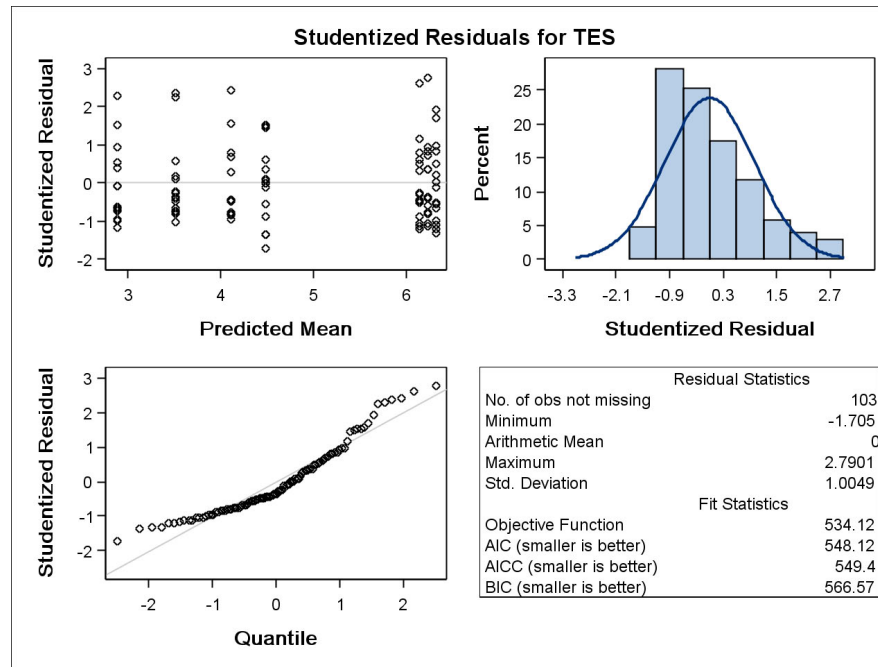 Studentized Residuals for TES
Studentized Residual
3
2
1
0
-1
-2
3 4 5 6
Predicted Mean
Percent
25
20
15
10
5
0
-3.3 -2.1 -0.9 0.3 1.5 2.7
Studentized Residual
Studentized Residual
3
2
1
0
-1
-2
-2 -1 0 1 2
Quantile
Residual Statistics
No. of obs not missing 103
Minimum -1.705
Arithmetic Mean 0
Maximum 2.7901
Std. Deviation 1.0049
Fit Statistics
Objective Function 534.12
AIC (smaller is better) 548.12
AICC (smaller is better) 549.4
BIC (smaller is better) 566.57